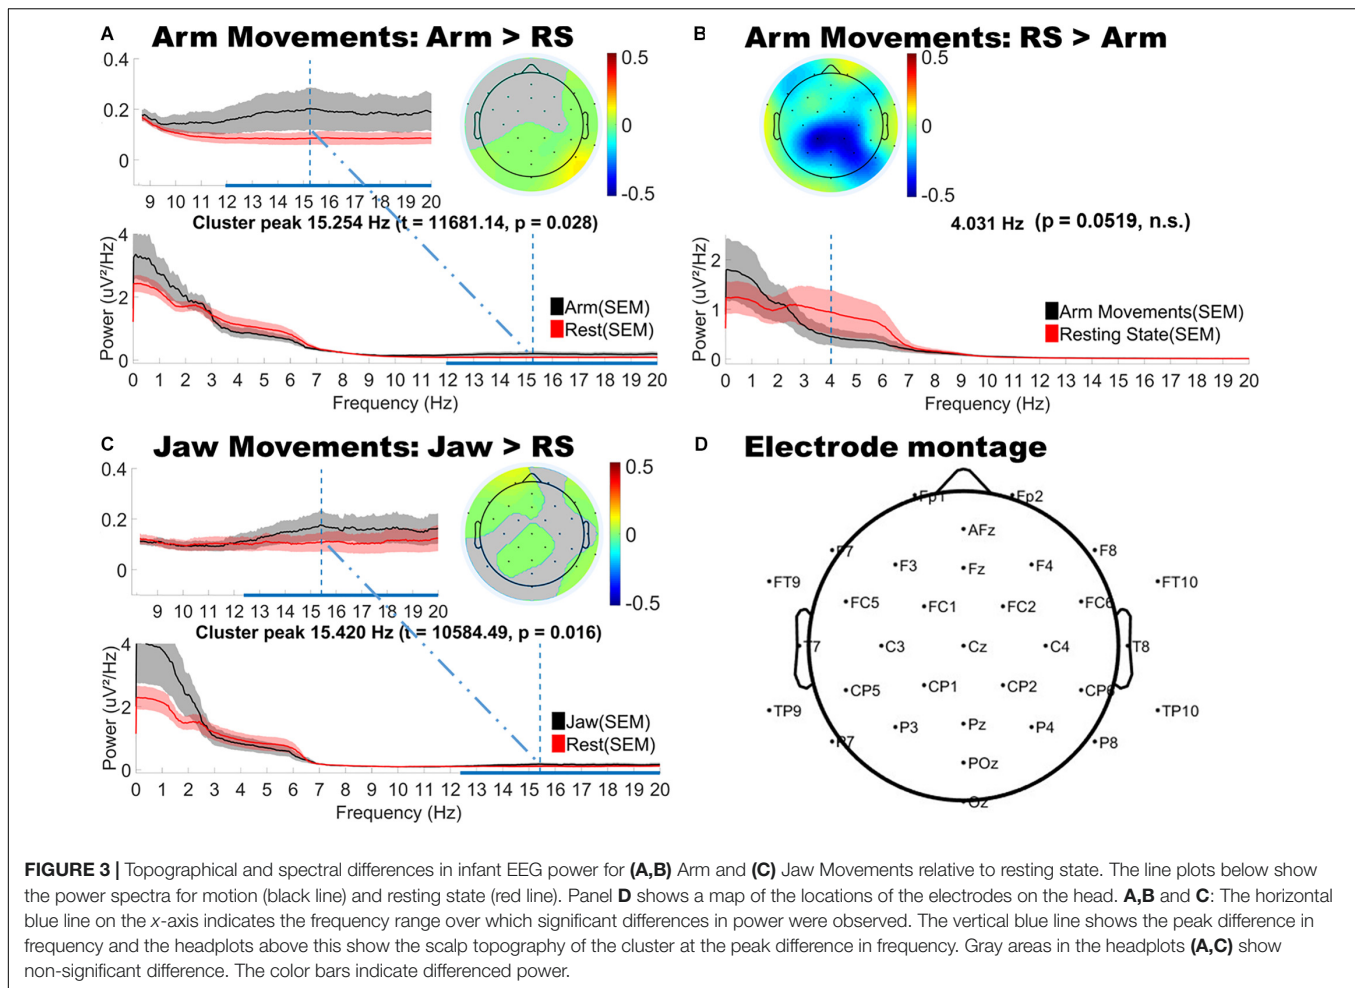 A Arm Movements: Arm > RS
0.4
0.2
0
9 10 11 12 13 14 15 16 17 18 19 20
0.5
0
-0.5
Cluster peak 15.254 Hz (t = 11681.14, p = 0.028)
Power (uV²/Hz)
4
2
0
Arm(SEM)
Rest(SEM)
0 1 2 3 4 5 6 7 8 9 10 11 12 13 14 15 16 17 18 19 20
Frequency (Hz)
B Arm Movements: RS > Arm
0.5
0
-0.5
4.031 Hz (p = 0.0519, n.s.)
Power (uV²/Hz)
2
1
0
Arm Movements(SEM)
Resting State(SEM)
0 1 2 3 4 5 6 7 8 9 10 11 12 13 14 15 16 17 18 19 20
Frequency (Hz)
C Jaw Movements: Jaw > RS
0.4
0.2
0
9 10 11 12 13 14 15 16 17 18 19 20
0.5
0
-0.5
Cluster peak 15.420 Hz (t = 10584.49, p = 0.016)
Power (uV²/Hz)
4
2
0
Jaw(SEM)
Rest(SEM)
0 1 2 3 4 5 6 7 8 9 10 11 12 13 14 15 16 17 18 19 20
Frequency (Hz)
D Electrode montage
Fp1 Fp2
AFz
F7 F3 Fz F4 F8
FT9 FT10
FC5 FC1 FC2 FC6
T7 C3 Cz C4 T8
CP5 CP1 CP2 CP6
TP9 TP10
P7 P3 Pz P4 P8
POz
Oz
FIGURE 3 | Topographical and spectral differences in infant EEG power for (A,B) Arm and (C) Jaw Movements relative to resting state. The line plots below show
the power spectra for motion (black line) and resting state (red line). Panel D shows a map of the locations of the electrodes on the head. A,B and C: The horizontal
blue line on the x-axis indicates the frequency range over which significant differences in power were observed. The vertical blue line shows the peak difference in
frequency and the headplots above this show the scalp topography of the cluster at the peak difference in frequency. Gray areas in the headplots (A,C) show
non-significant difference. The color bars indicate differenced power.